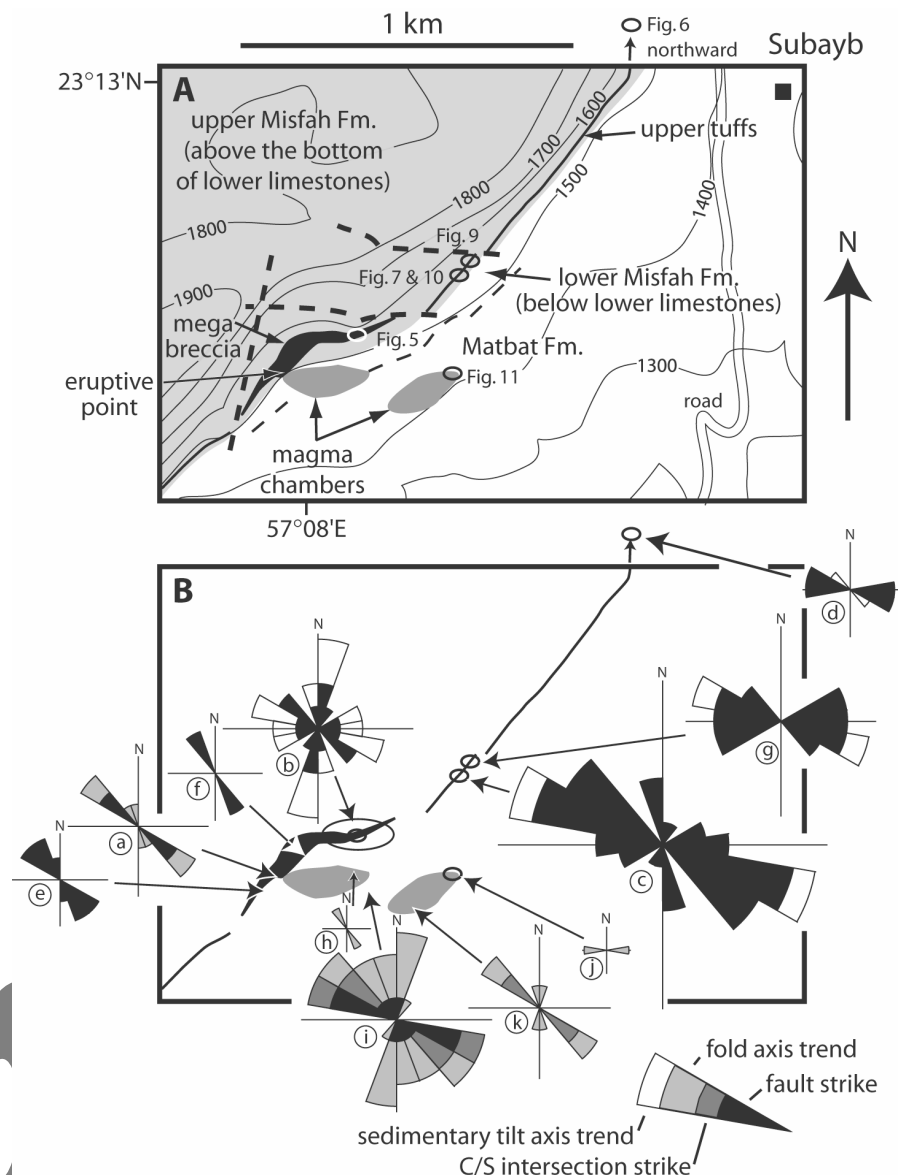 1 km
Fig. 6
northward
Subayb
23°13'N
A
upper Misfah Fm.
(above the bottom
of lower limestones)
upper tuffs
1600
1700
1500
1800
1400
1800
Fig. 9
N
Fig. 7 & 10
lower Misfah Fm.
(below lower limestones)
1900
mega
breccia
Fig. 5
Matbat Fm.
1300
eruptive
point
Fig. 11
road
magma
chambers
57°08'E
B
N
d
N
g
N
b
N
c
N
f
N
a
N
e
N
h
N
i
N
k
N
j
fold axis trend
fault strike
sedimentary tilt axis trend
C/S intersection strike